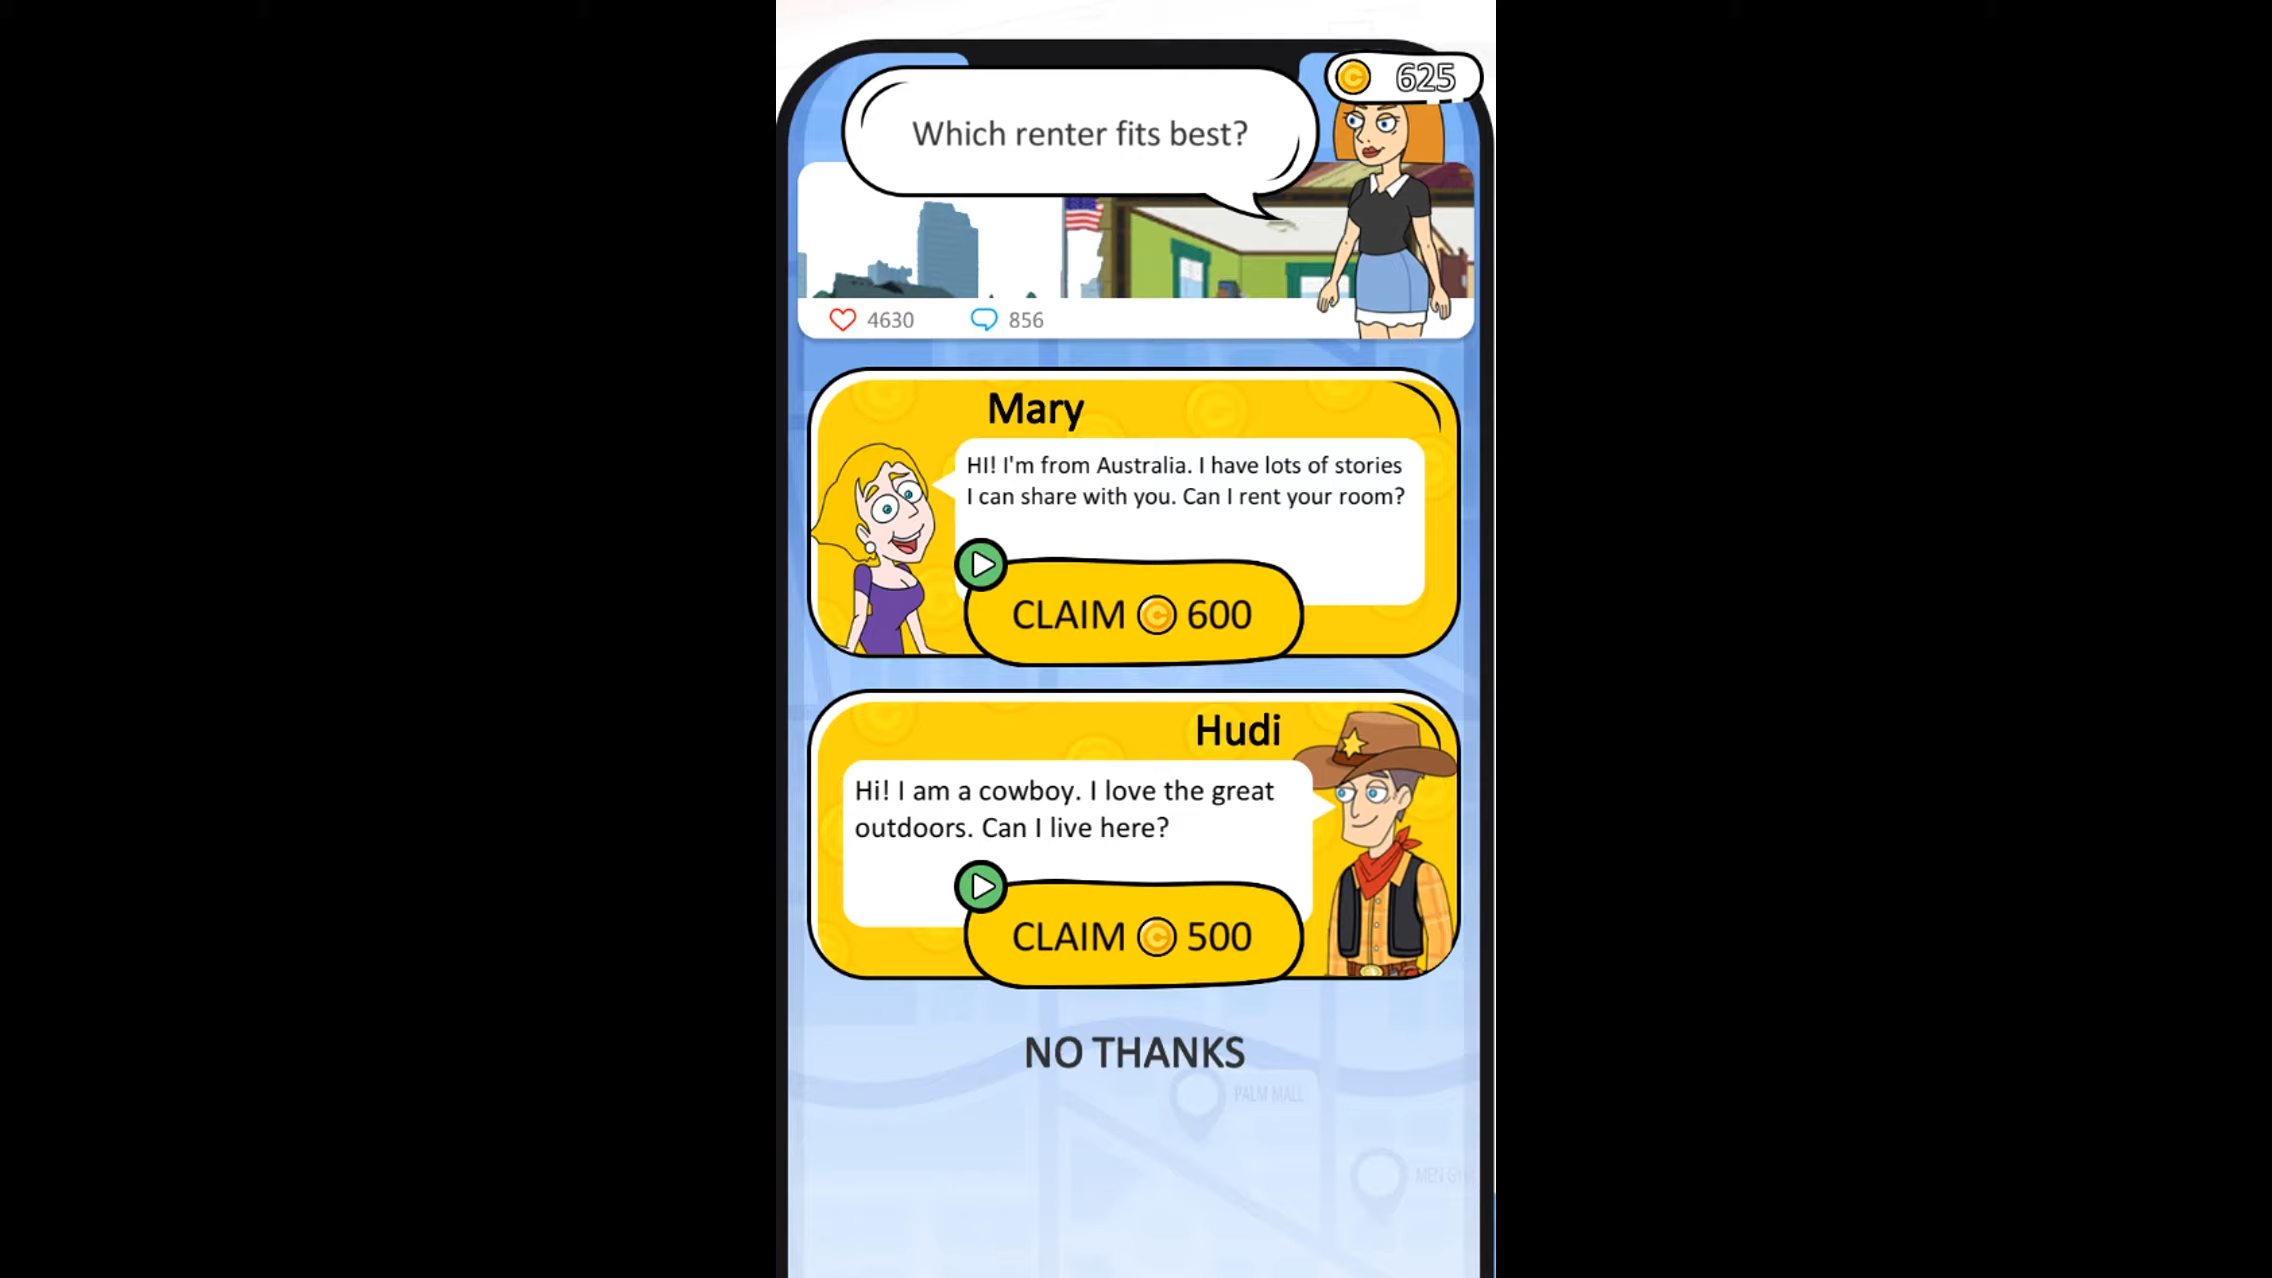 625
Which renter fits best?
4630
856
Mary
HI! I'm from Australia. I have lots of stories
I can share with you. Can I rent your room?
CLAIM 600
Hudi
Hi! I am a cowboy. I love the great
outdoors. Can I live here?
CLAIM 500
NO THANKS
PALM MALL